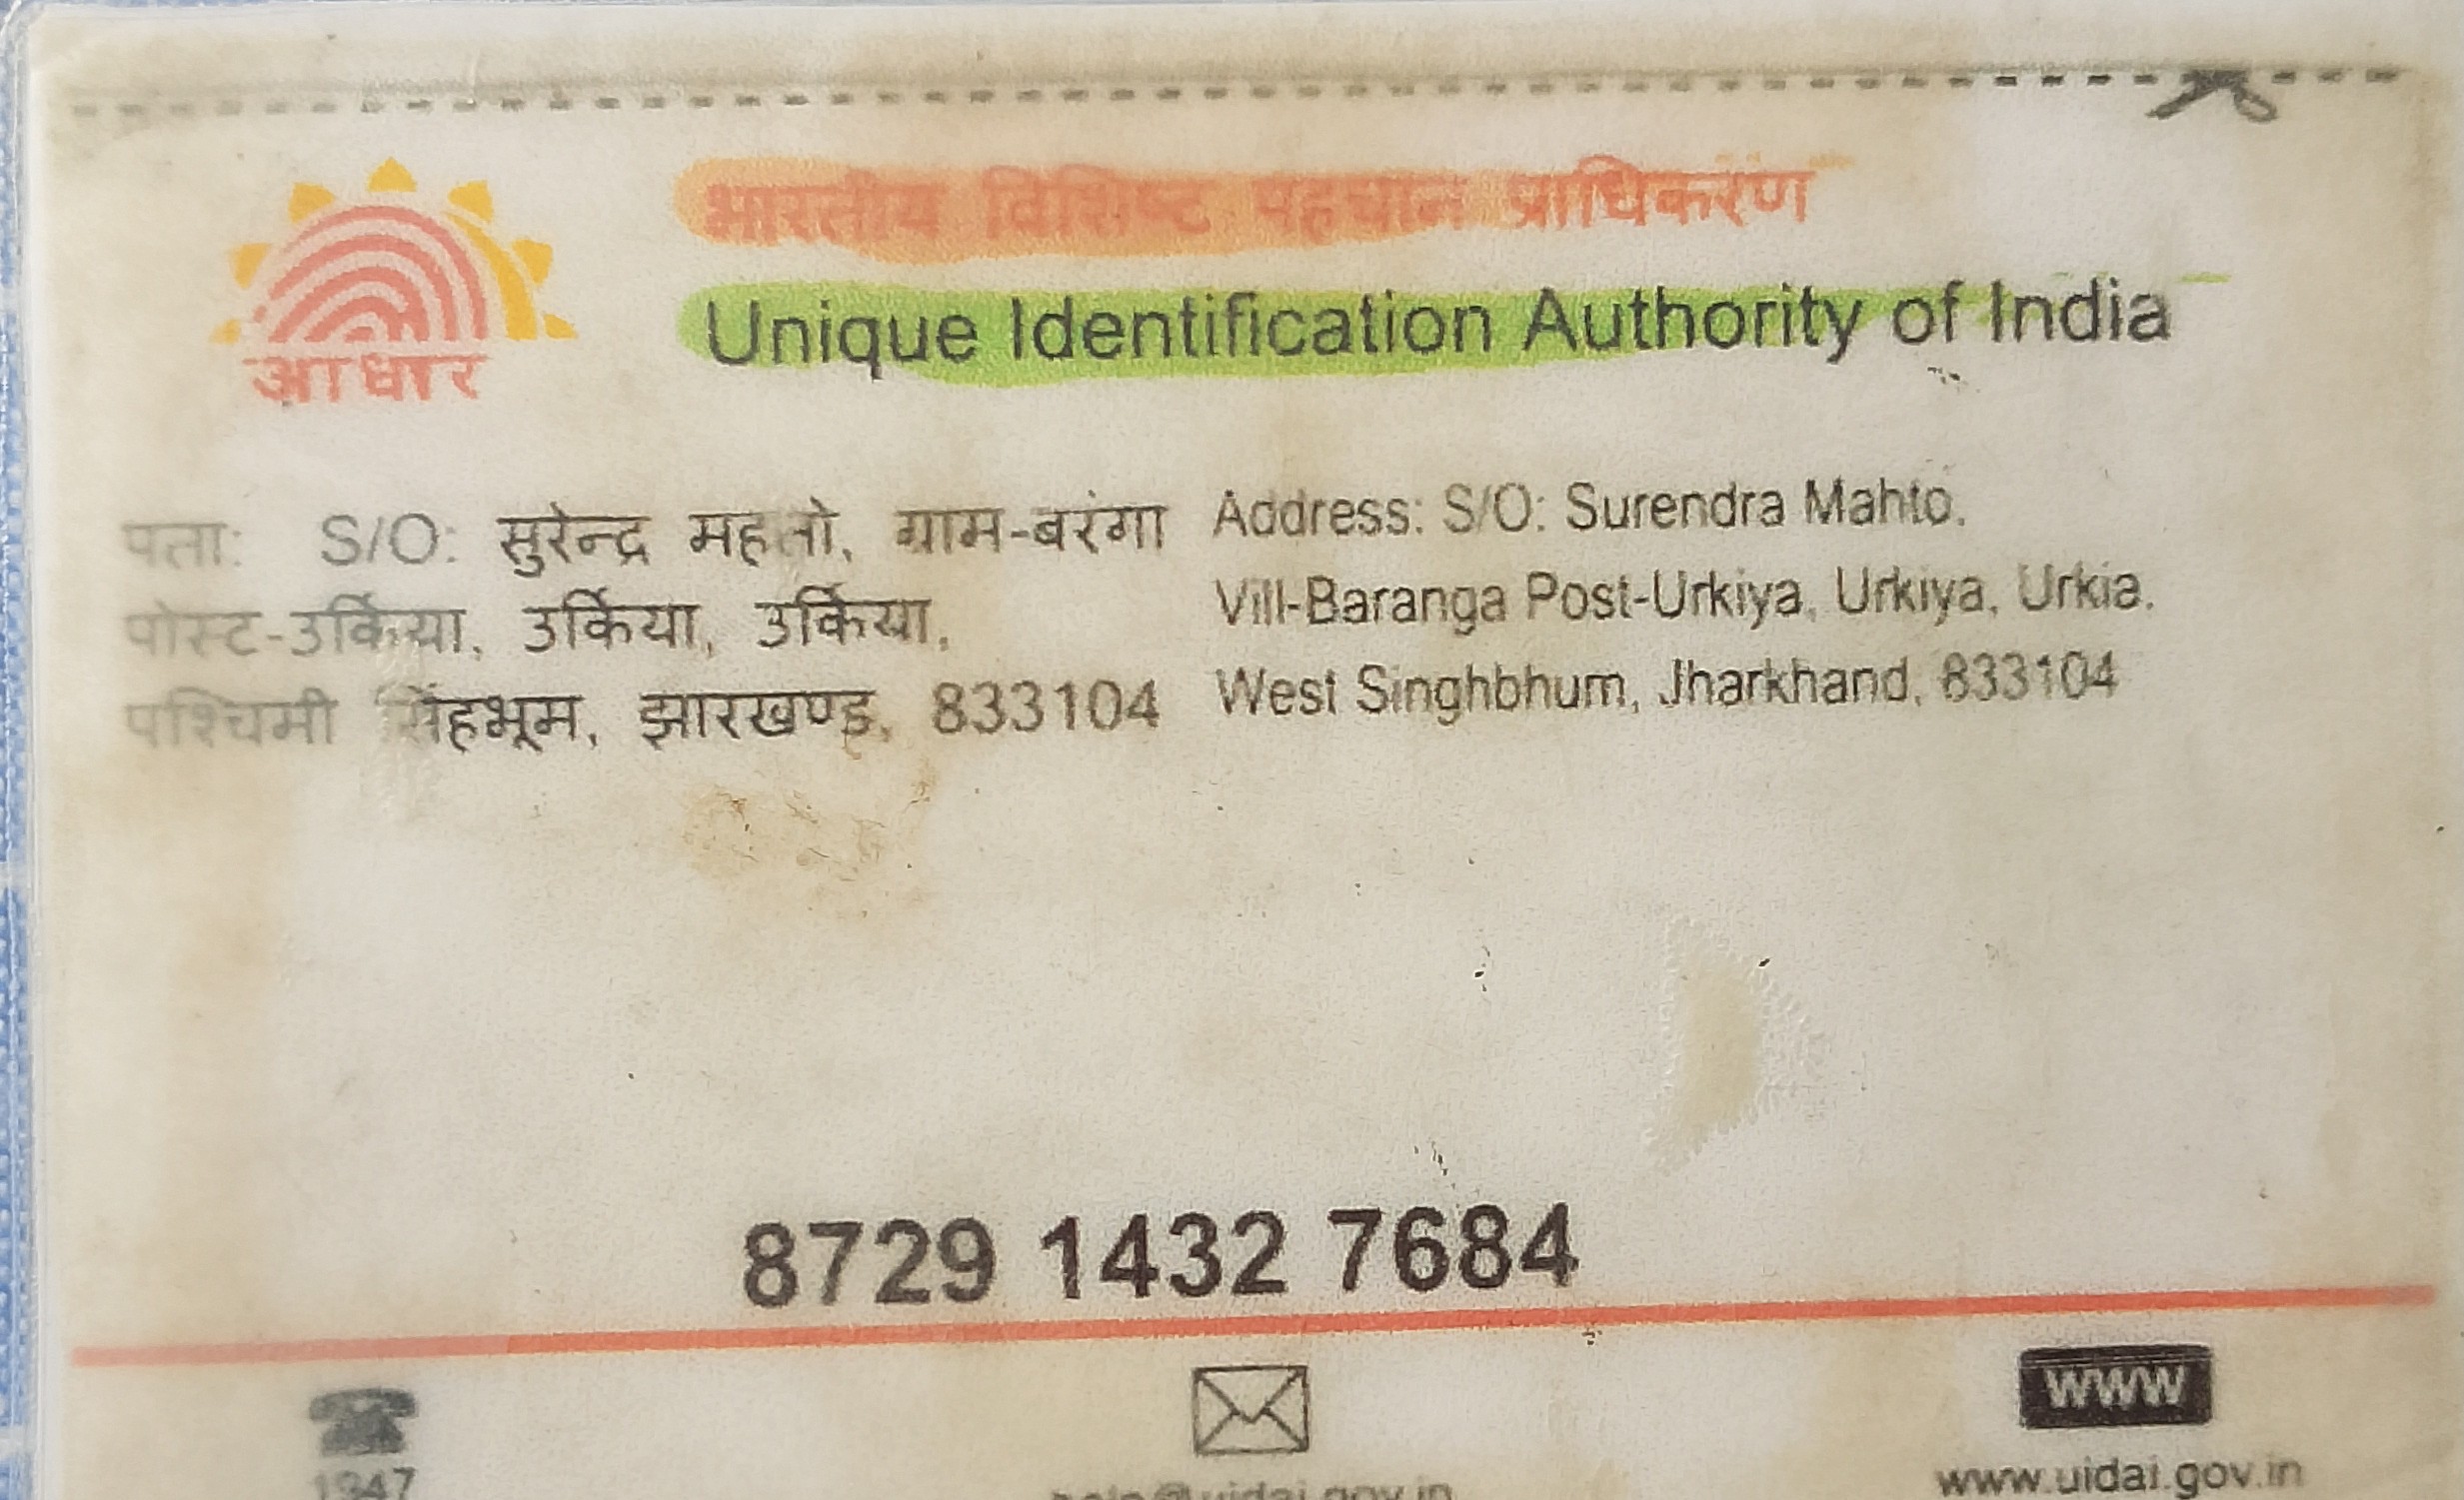 भारतीय विशिष्ट पहचान प्राधिकरण
Unique Identification Authority of India
आधार
पता: S/O: सुरेन्द्र महतो, ग्राम-बरंगा
पोस्ट-उर्किया, उर्किया, उर्किया,
पश्चिमी सिंहभूम, झारखण्ड, 833104
Address: S/O: Surendra Mahto,
Vill-Baranga Post-Urkiya, Urkiya, Urkia,
West Singhbhum, Jharkhand, 833104
8729 1432 7684
1947
www
www.uidai.gov.in